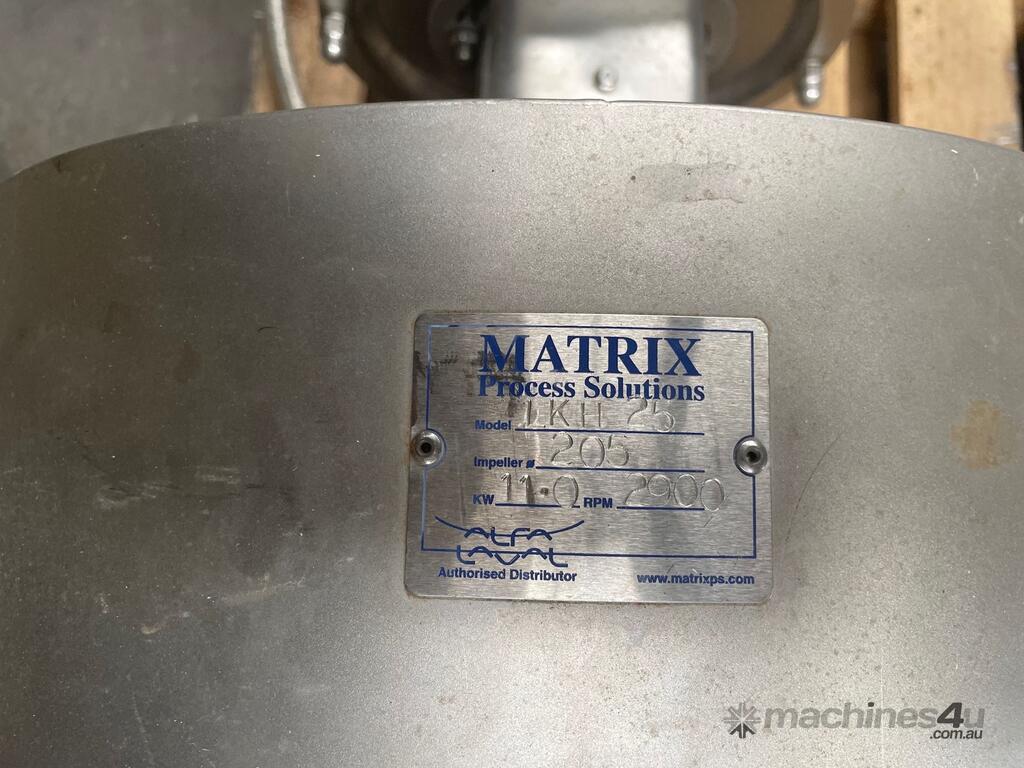 MATRIX
Process Solutions
Model LKH 25
Impeller ø 205
KW 11.0 RPM 2900
ALFA
LAVAL
Authorised Distributor www.matrixps.com
machines4u
.com.au